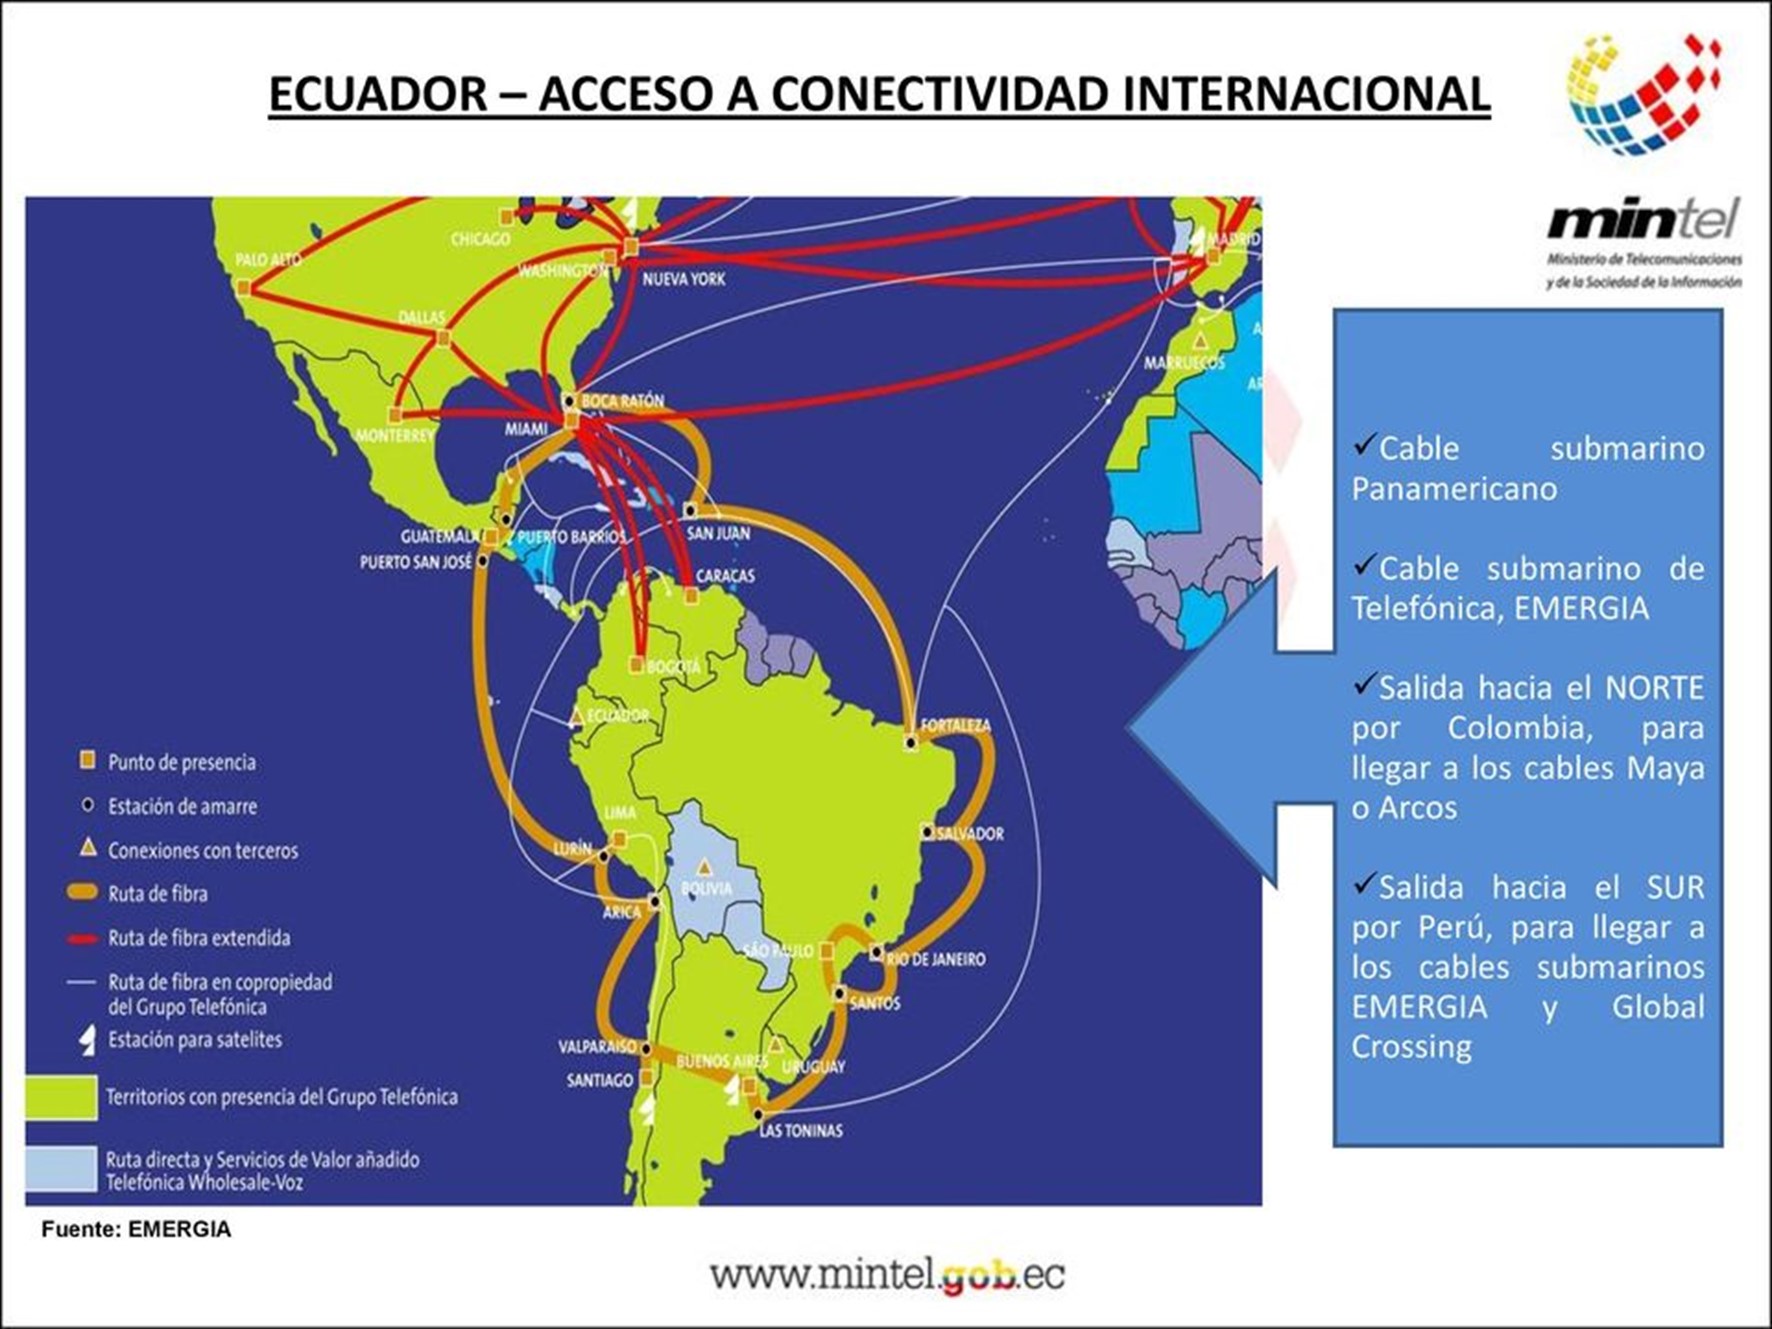 ECUADOR – ACCESO A CONECTIVIDAD INTERNACIONAL
mintel
Ministerio de Telecomunicaciones
y de la Sociedad de la Información
CHICAGO
PALO ALTO
WASHINGTON
NUEVA YORK
MADRID
DALLAS
MARRUECOS
BOCA RATÓN
MIAMI
MONTERREY
GUATEMALA
PUERTO BARRIOS
SAN JUAN
PUERTO SAN JOSÉ
CARACAS
BOGOTÁ
ECUADOR
FORTALEZA
LIMA
LURÍN
SALVADOR
BOLIVIA
ARICA
SÃO PAULO
RIO DE JANEIRO
SANTOS
VALPARAISO
BUENOS AIRES
URUGUAY
SANTIAGO
LAS TONINAS
Punto de presencia
Estación de amarre
Conexiones con terceros
Ruta de fibra
Ruta de fibra extendida
Ruta de fibra en copropiedad
del Grupo Telefónica
Estación para satelites
Territorios con presencia del Grupo Telefónica
Ruta directa y Servicios de Valor añadido
Telefónica Wholesale-Voz
✓Cable submarino
Panamericano
✓Cable submarino de
Telefónica, EMERGIA
✓Salida hacia el NORTE
por Colombia, para
llegar a los cables Maya
o Arcos
✓Salida hacia el SUR
por Perú, para llegar a
los cables submarinos
EMERGIA y Global
Crossing
Fuente: EMERGIA
www.mintel.gob.ec